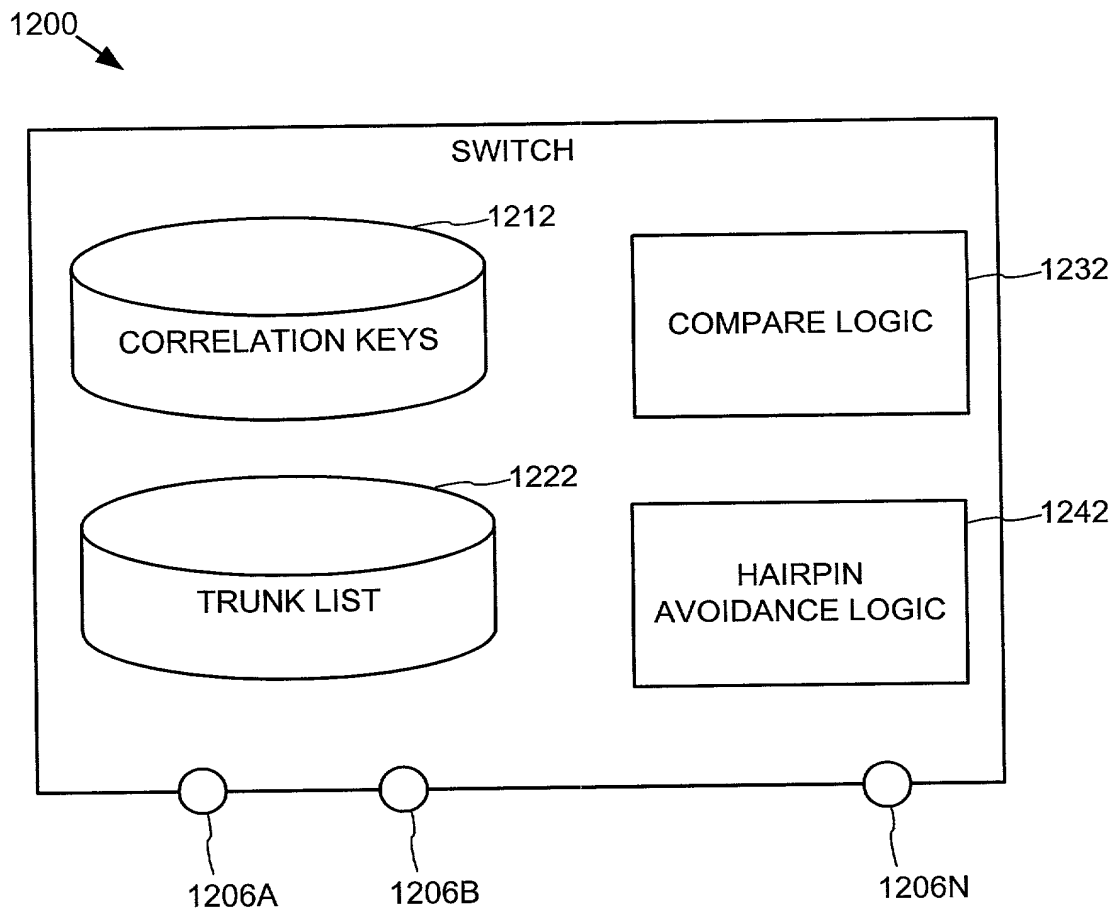 1200
SWITCH
1212
CORRELATION KEYS
1232
COMPARE LOGIC
1222
TRUNK LIST
1242
HAIRPIN
AVOIDANCE LOGIC
1206A
1206B
1206N